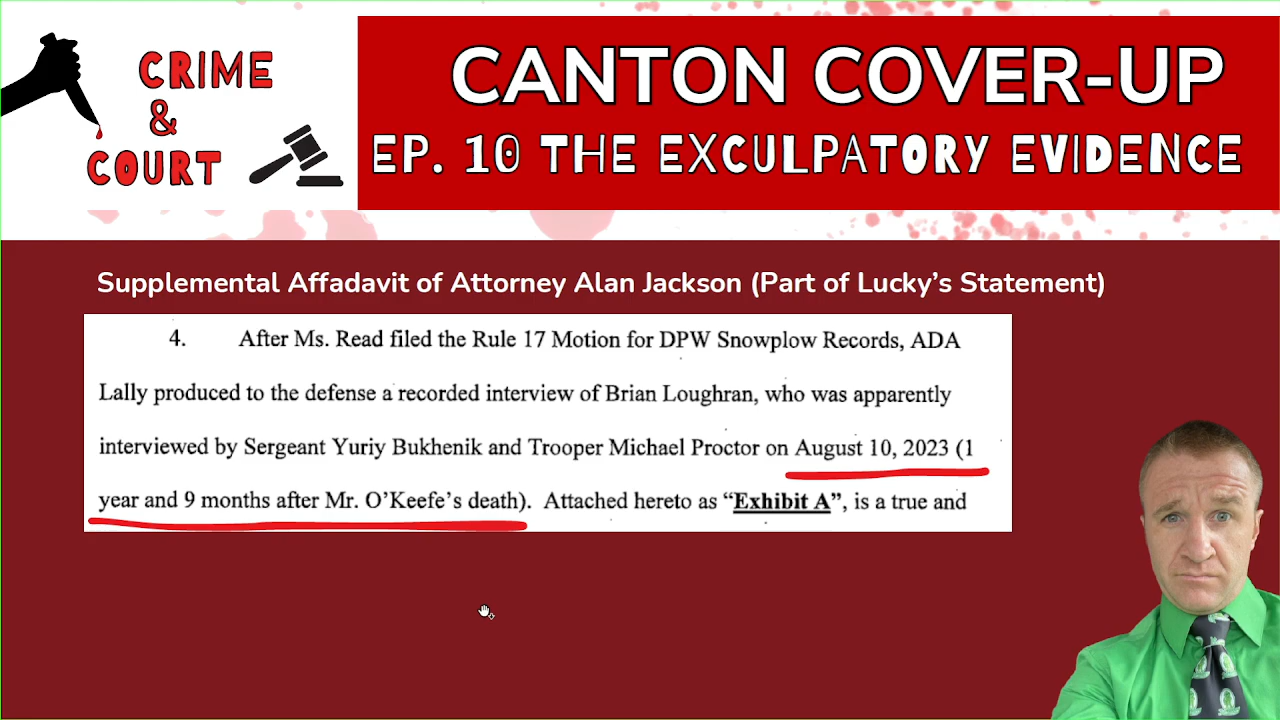 CRIME
&
COURT
CANTON COVER-UP
EP. 10 THE EXCULPATORY EVIDENCE
Supplemental Affadavit of Attorney Alan Jackson (Part of Lucky's Statement)
4. After Ms. Read filed the Rule 17 Motion for DPW Snowplow Records, ADA
Lally produced to the defense a recorded interview of Brian Loughran, who was apparently
interviewed by Sergeant Yuriy Bukhenik and Trooper Michael Proctor on August 10, 2023 (1
year and 9 months after Mr. O'Keefe's death). Attached hereto as "Exhibit A", is a true and